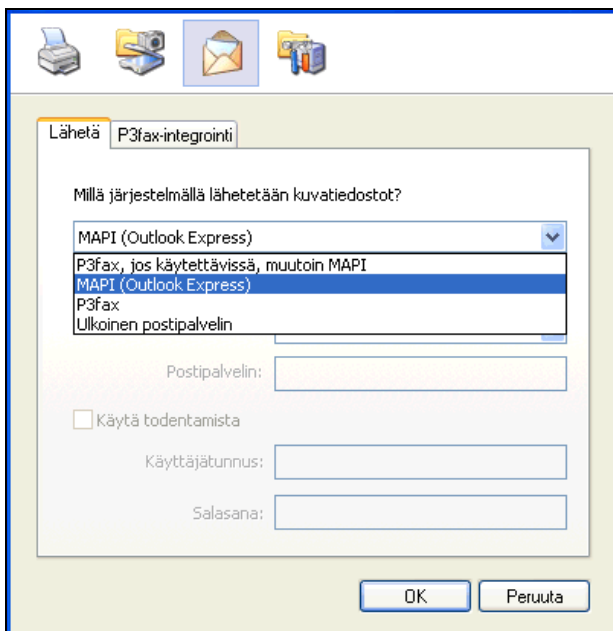 Lähetä
P3fax-integrointi
Millä järjestelmällä lähetetään kuvatiedostot?
MAPI (Outlook Express)
P3fax, jos käytettävissä, muutoin MAPI
MAPI (Outlook Express)
P3fax
Ulkoinen postipalvelin
Postipalvelin:
Käytä todentamista
Käyttäjätunnus:
Salasana:
OK
Peruuta